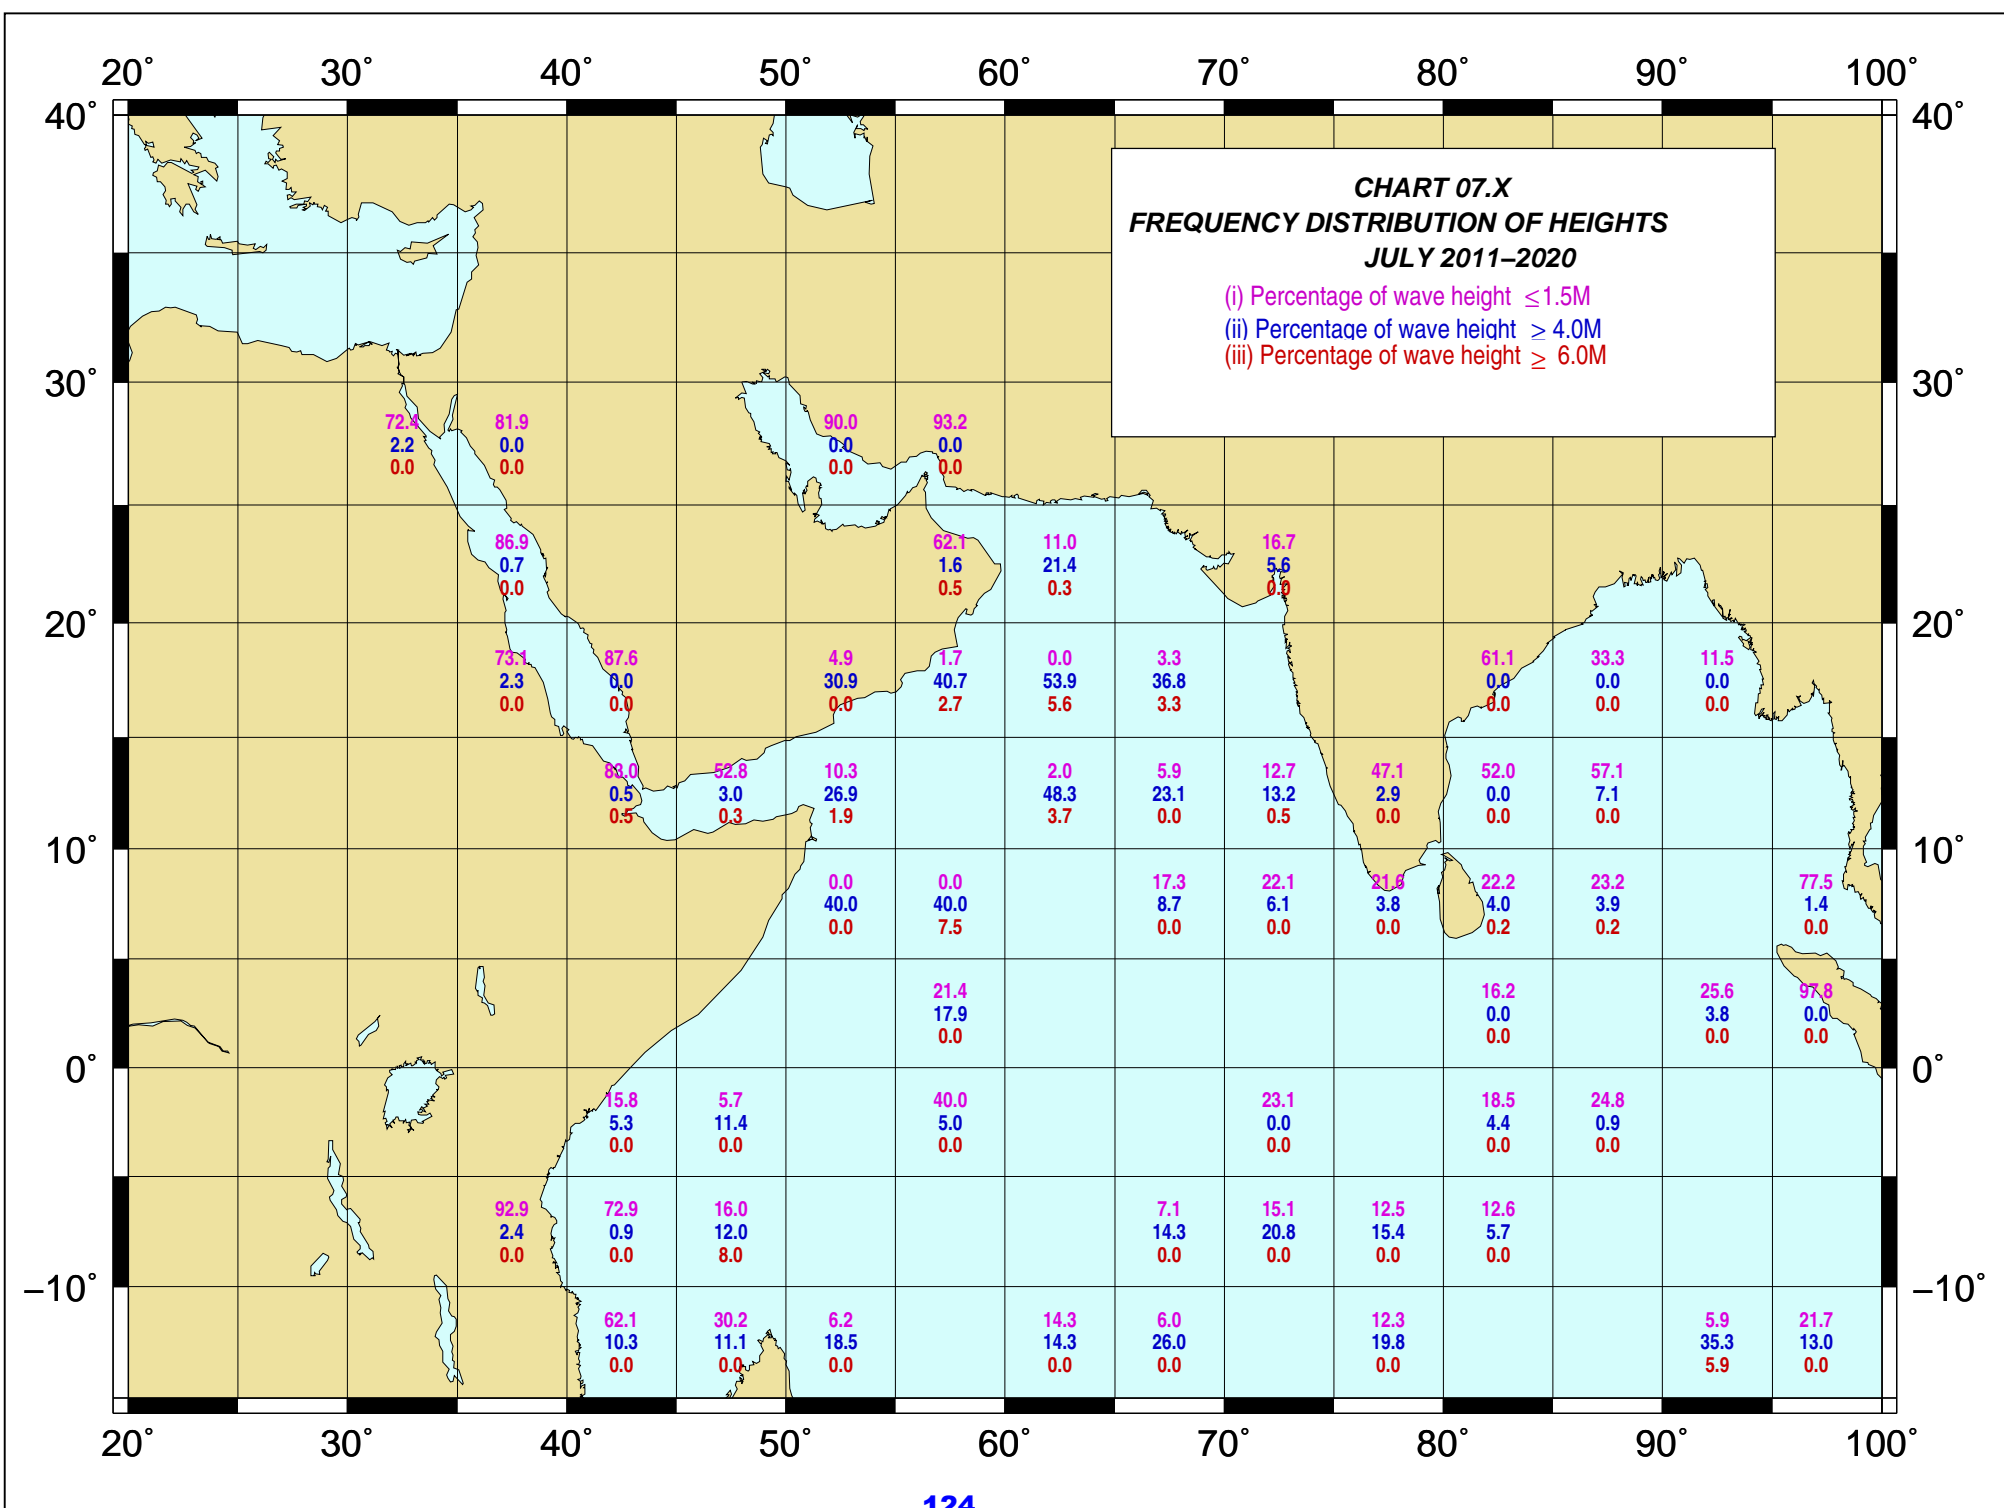 20° 30° 40° 50° 60° 70° 80° 90° 100°
40° 40°
CHART 07.X
FREQUENCY DISTRIBUTION OF HEIGHTS
JULY 2011–2020
(i) Percentage of wave height ≤1.5M
(ii) Percentage of wave height ≥ 4.0M
(iii) Percentage of wave height ≥ 6.0M
30° 30°
72.4 81.9 90.0 93.2
2.2 0.0 0.0 0.0
0.0 0.0 0.0 0.0
86.9 62.1 11.0 16.7
0.7 1.6 21.4 5.6
0.0 0.5 0.3 0.0
20° 20°
73.1 87.6 4.9 1.7 0.0 3.3 61.1 33.3 11.5
2.3 0.0 30.9 40.7 53.9 36.8 0.0 0.0 0.0
0.0 0.0 0.0 2.7 5.6 3.3 0.0 0.0 0.0
83.0 52.8 10.3 2.0 5.9 12.7 47.1 52.0 57.1
0.5 3.0 26.9 48.3 23.1 13.2 2.9 0.0 7.1
0.5 0.3 1.9 3.7 0.0 0.5 0.0 0.0 0.0
10° 10°
0.0 0.0 17.3 22.1 21.6 22.2 23.2 77.5
40.0 40.0 8.7 6.1 3.8 4.0 3.9 1.4
0.0 7.5 0.0 0.0 0.0 0.2 0.2 0.0
21.4 16.2 25.6 97.8
17.9 0.0 3.8 0.0
0.0 0.0 0.0 0.0
0° 0°
15.8 5.7 40.0 23.1 18.5 24.8
5.3 11.4 5.0 0.0 4.4 0.9
0.0 0.0 0.0 0.0 0.0 0.0
92.9 72.9 16.0 7.1 15.1 12.5 12.6
2.4 0.9 12.0 14.3 20.8 15.4 5.7
0.0 0.0 8.0 0.0 0.0 0.0 0.0
–10° –10°
62.1 30.2 6.2 14.3 6.0 12.3 5.9 21.7
10.3 11.1 18.5 14.3 26.0 19.8 35.3 13.0
0.0 0.0 0.0 0.0 0.0 0.0 5.9 0.0
20° 30° 40° 50° 60° 70° 80° 90° 100°
124